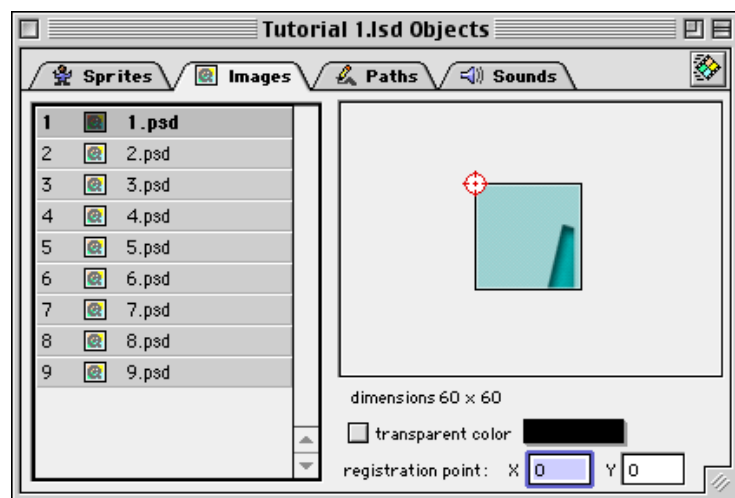 Tutorial 1.lsd Objects
Sprites Images Paths Sounds
1 1.psd
2 2.psd
3 3.psd
4 4.psd
5 5.psd
6 6.psd
7 7.psd
8 8.psd
9 9.psd
dimensions 60 × 60
transparent color
registration point: X 0 Y 0